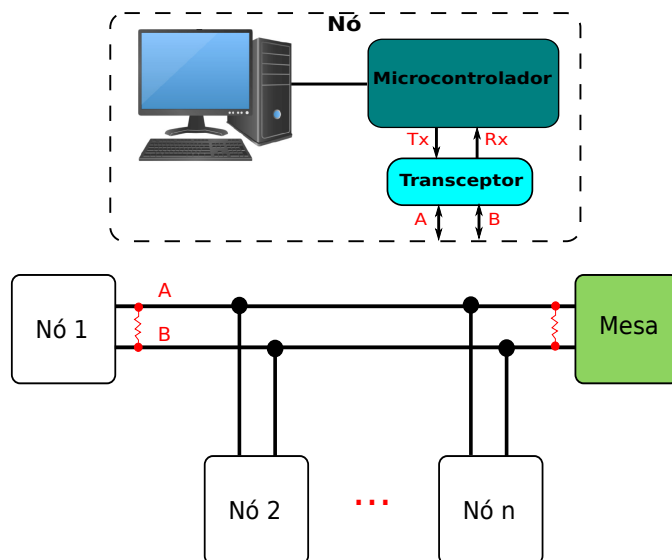 Nó
Microcontrolador
Tx
Rx
Transceptor
A
B
A
Nó 1
B
Mesa
Nó 2
...
Nó n